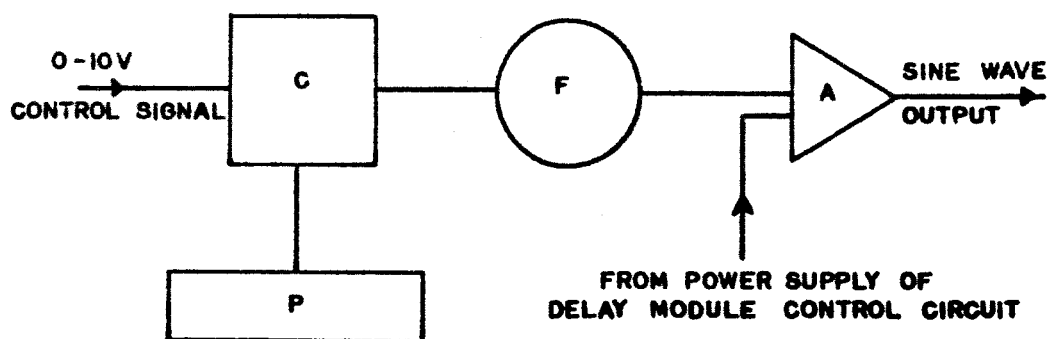 0-10V
CONTROL SIGNAL
C
F
A
SINE WAVE
OUTPUT
P
FROM POWER SUPPLY OF
DELAY MODULE CONTROL CIRCUIT